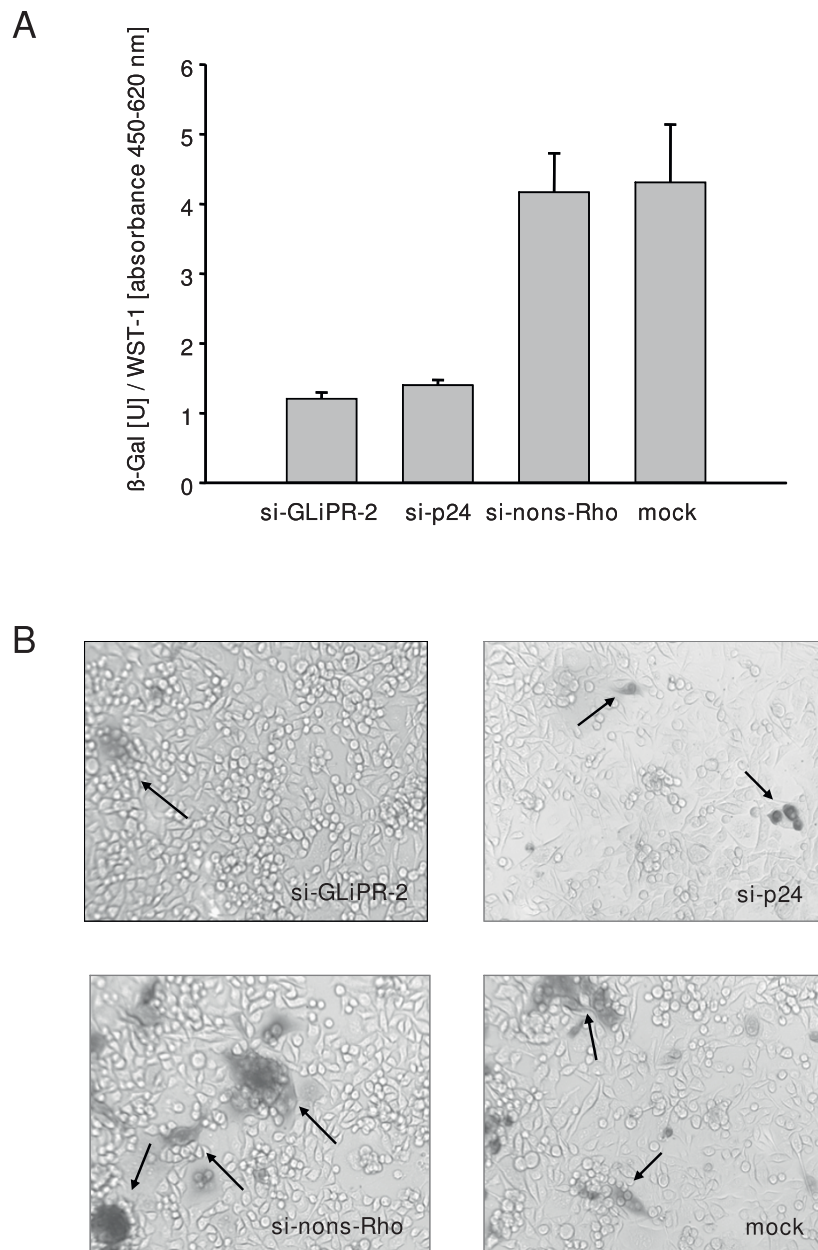 A
ß-Gal [U] / WST-1 [absorbance 450-620 nm]
6
5
4
3
2
1
0
si-GLiPR-2 si-p24 si-nons-Rho mock
B
si-GLiPR-2
si-p24
si-nons-Rho
mock